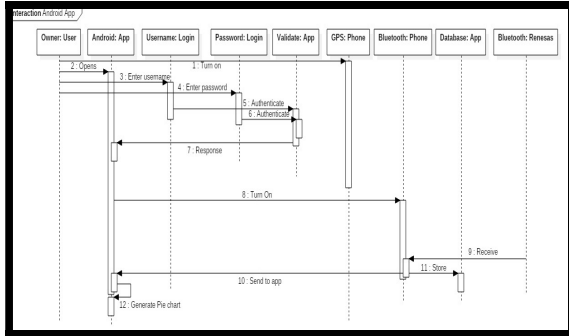 nteraction Android App
Owner: User
Android: App
Username: Login
Password: Login
Validate: App
GPS: Phone
Bluetooth: Phone
Database: App
Bluetooth: Renesas
1 : Turn on
2 : Opens
3 : Enter username
4 : Enter password
5 : Authenticate
6 : Authenticate
7 : Response
8 : Turn On
9 : Receive
11 : Store
10 : Send to app
12 : Generate Pie chart